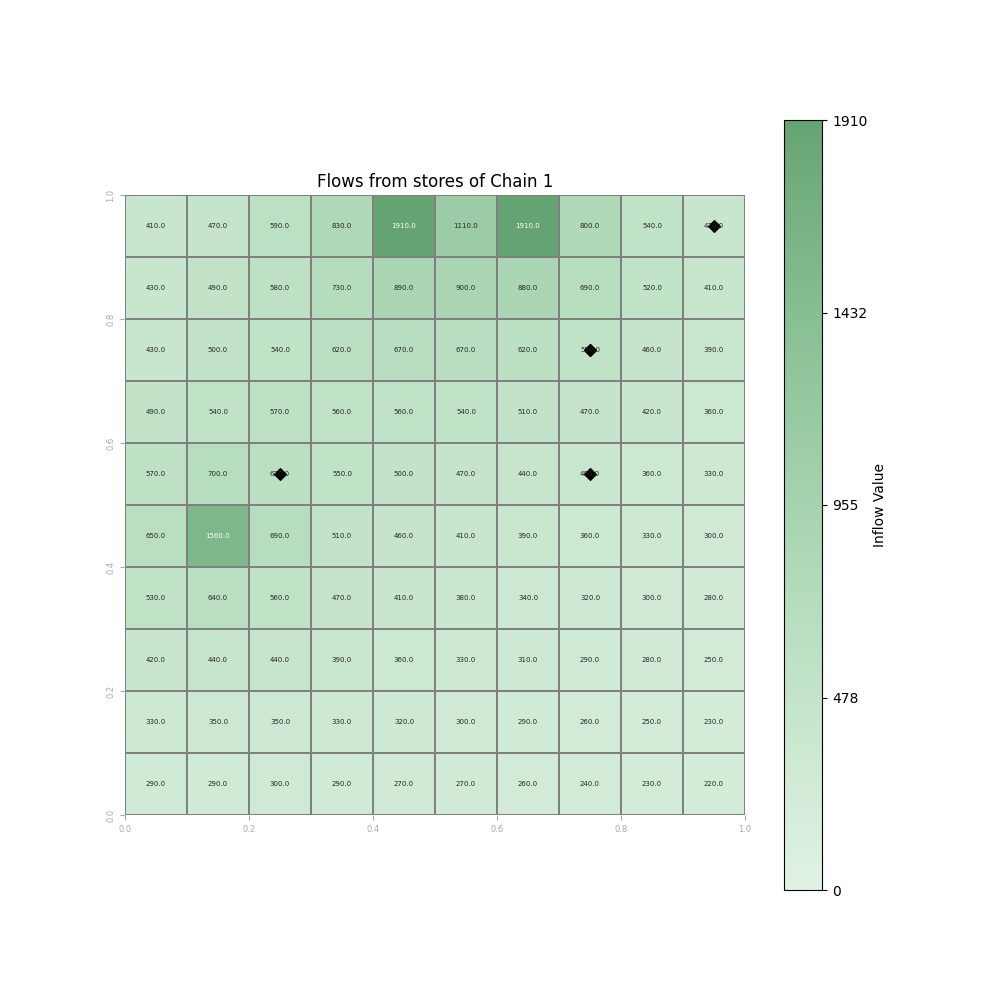 Flows from stores of Chain 1
1910
1432
955
478
0
Inflow Value
1.0
0.8
0.6
0.4
0.2
0.0
410.0 470.0 590.0 830.0 1910.0 1110.0 1910.0 800.0 540.0
430.0 490.0 580.0 730.0 890.0 900.0 880.0 690.0 520.0 410.0
430.0 500.0 540.0 620.0 670.0 670.0 620.0 460.0 390.0
490.0 540.0 570.0 560.0 560.0 540.0 510.0 470.0 420.0 360.0
570.0 700.0 550.0 500.0 470.0 440.0 360.0 330.0
650.0 1560.0 690.0 510.0 460.0 410.0 390.0 360.0 330.0 300.0
530.0 640.0 560.0 470.0 410.0 380.0 340.0 320.0 300.0 280.0
420.0 440.0 440.0 390.0 360.0 330.0 310.0 290.0 280.0 250.0
330.0 350.0 350.0 330.0 320.0 300.0 290.0 260.0 250.0 230.0
290.0 290.0 300.0 290.0 270.0 270.0 260.0 240.0 230.0 220.0
0.0 0.2 0.4 0.6 0.8 1.0